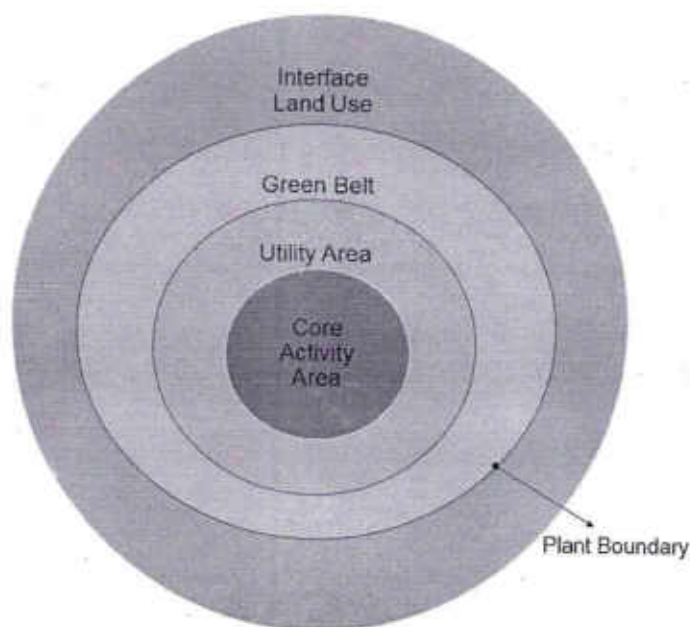 Interface
Land Use
Green Belt
Utility Area
Core
Activity
Area
Plant Boundary